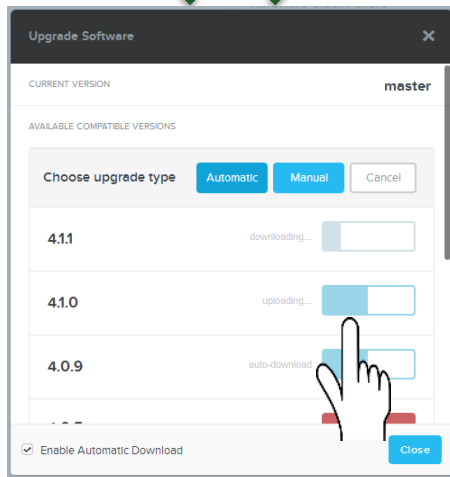 Upgrade Software
CURRENT VERSION master
AVAILABLE COMPATIBLE VERSIONS
Choose upgrade type Automatic Manual Cancel
4.1.1 downloading...
4.1.0 uploading...
4.0.9 auto-download
Enable Automatic Download Close